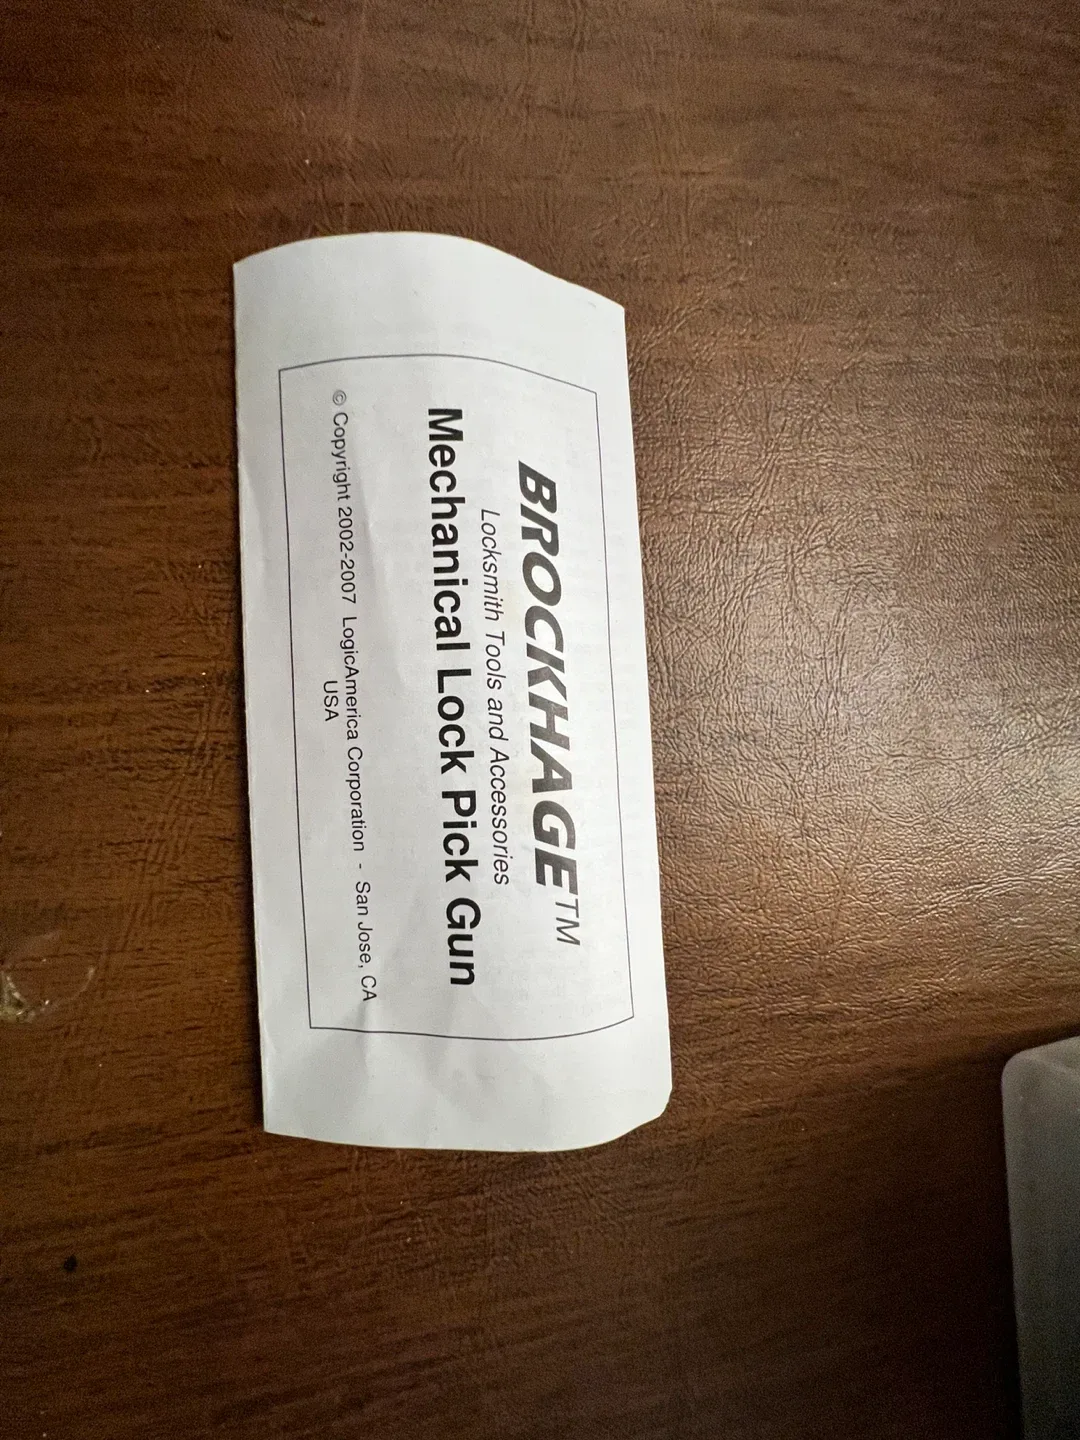 BROCKHAGE™
Locksmith Tools and Accessories
Mechanical Lock Pick Gun
© Copyright 2002-2007 LogicAmerica Corporation - San Jose, CA
USA